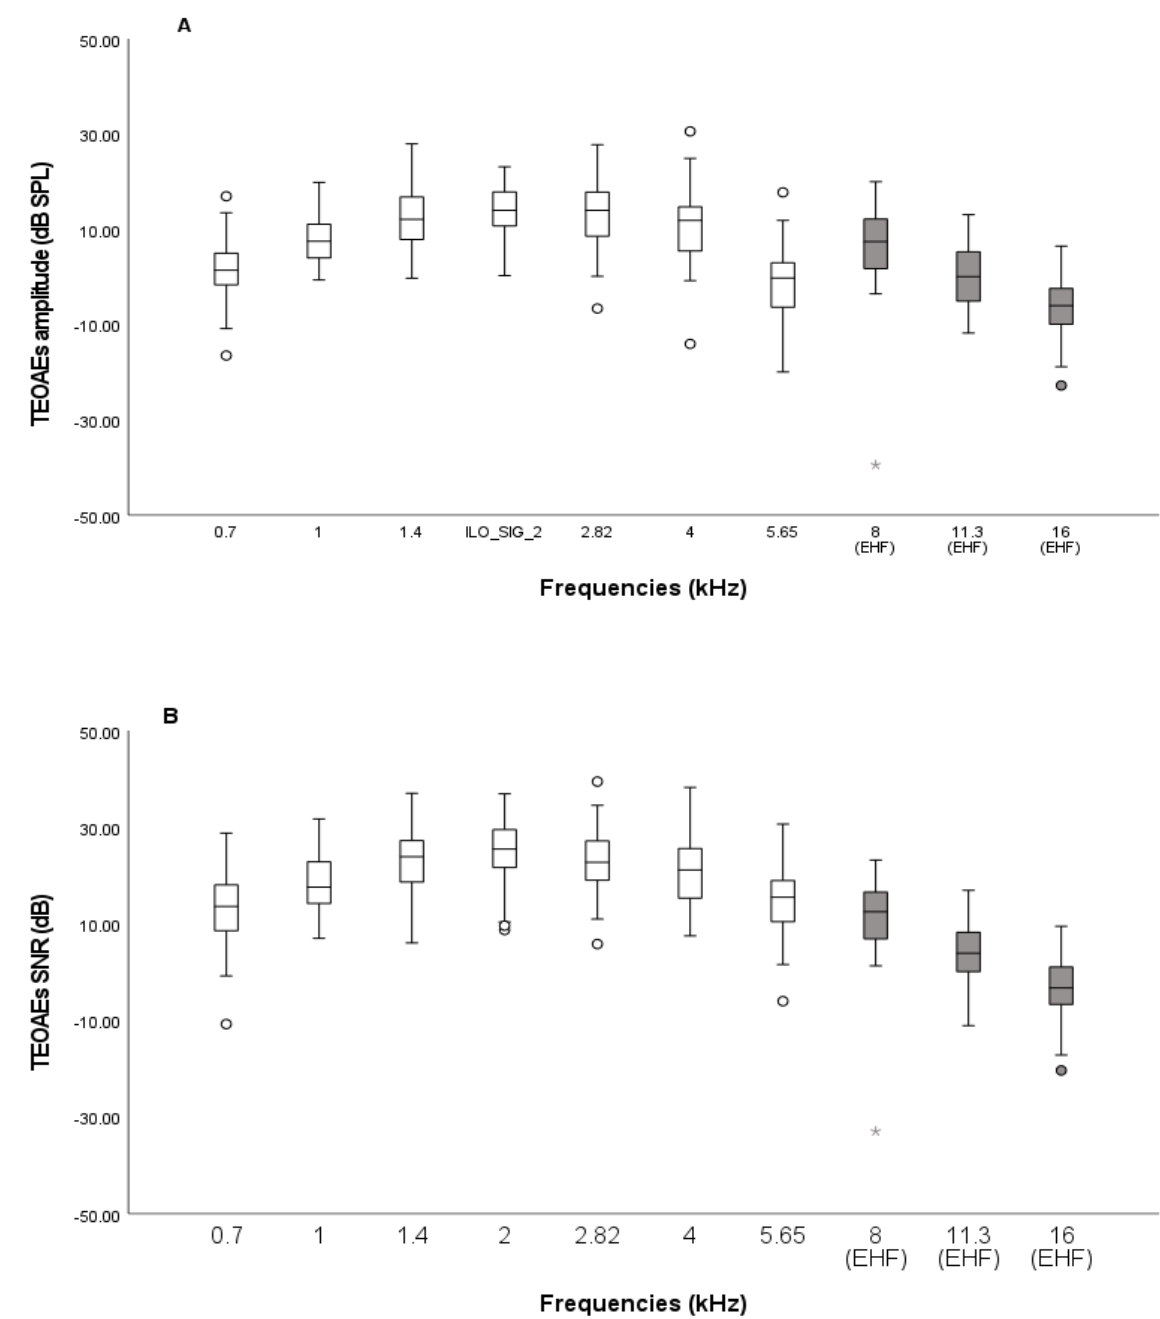 A
50.00
30.00
10.00
-10.00
-30.00
-50.00
TEOAEs amplitude (dB SPL)
0.7 1 1.4 ILO_SIG_2 2.82 4 5.65 8 11.3 16
(EHF) (EHF) (EHF)
Frequencies (kHz)
B
50.00
30.00
10.00
-10.00
-30.00
-50.00
TEOAEs SNR (dB)
0.7 1 1.4 2 2.82 4 5.65 8 11.3 16
(EHF) (EHF) (EHF)
Frequencies (kHz)